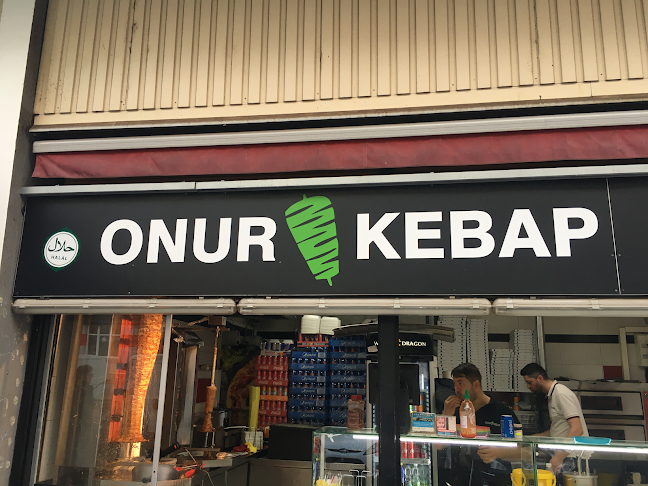 ONUR KEBAP
حلال
HALAL
DRAGON